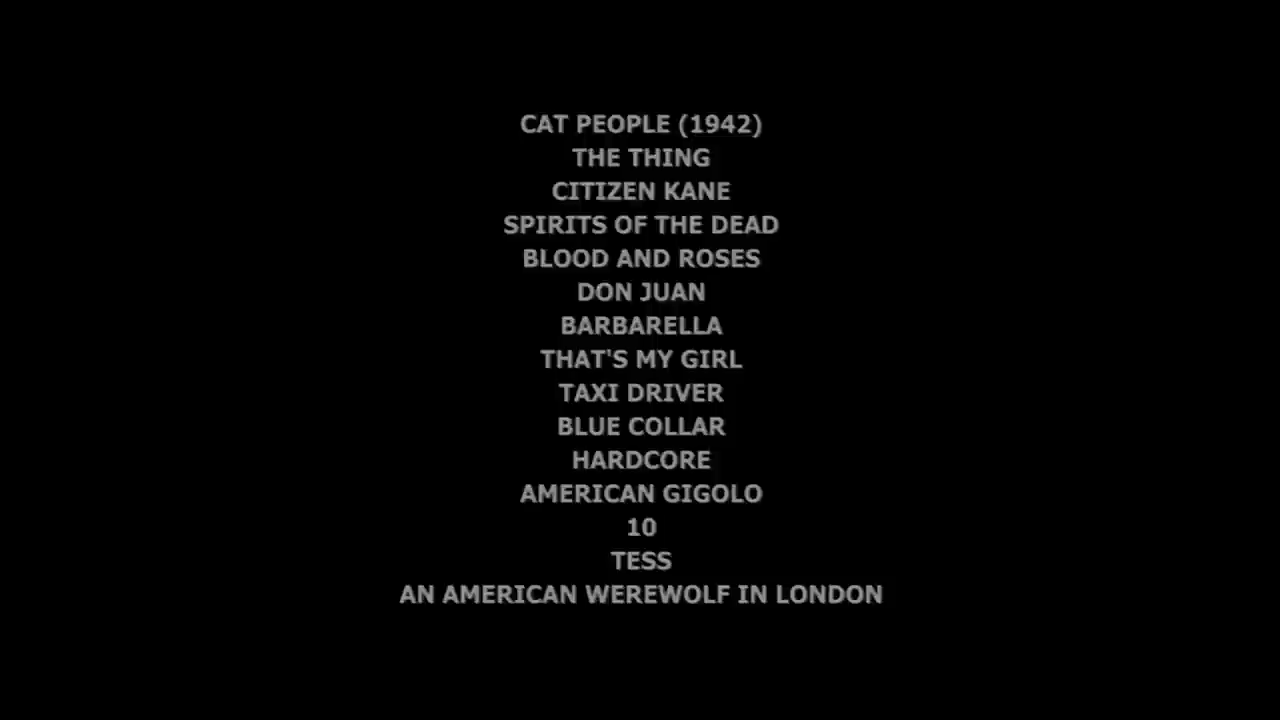 CAT PEOPLE (1942)
THE THING
CITIZEN KANE
SPIRITS OF THE DEAD
BLOOD AND ROSES
DON JUAN
BARBARELLA
THAT'S MY GIRL
TAXI DRIVER
BLUE COLLAR
HARDCORE
AMERICAN GIGOLO
10
TESS
AN AMERICAN WEREWOLF IN LONDON